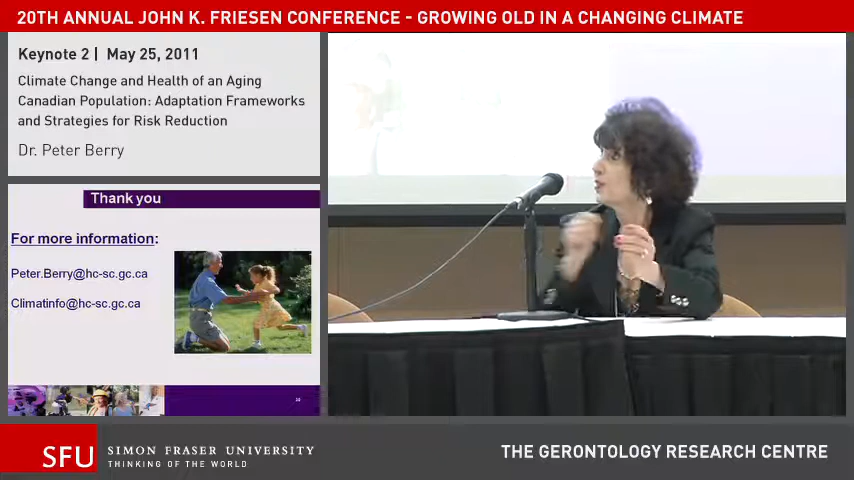 20TH ANNUAL JOHN K. FRIESEN CONFERENCE - GROWING OLD IN A CHANGING CLIMATE
Keynote 2 | May 25, 2011
Climate Change and Health of an Aging
Canadian Population: Adaptation Frameworks
and Strategies for Risk Reduction
Dr. Peter Berry
Thank you
For more information:
Peter.Berry@hc-sc.gc.ca
Climatinfo@hc-sc.gc.ca
SFU
SIMON FRASER UNIVERSITY
THINKING OF THE WORLD
THE GERONTOLOGY RESEARCH CENTRE